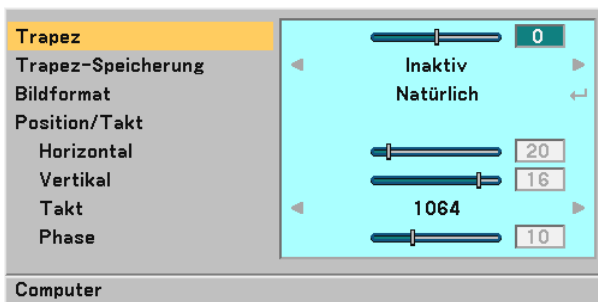 Trapez 0
Trapez-Speicherung Inaktiv
Bildformat Natürlich
Position/Takt
Horizontal 20
Vertikal 16
Takt 1064
Phase 10
Computer